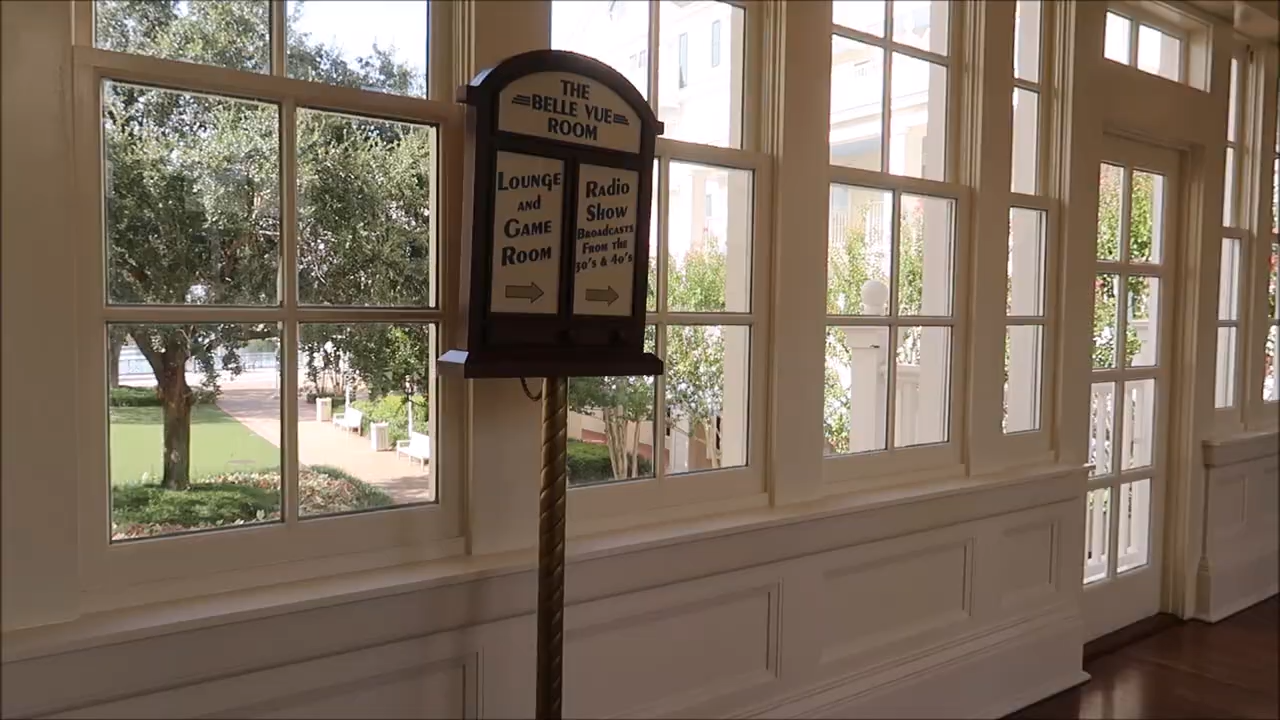 THE
BELLE VUE
ROOM
LOUNGE
AND
GAME
ROOM
RADIO
SHOW
BROADCASTS
FROM THE
30's & 40's